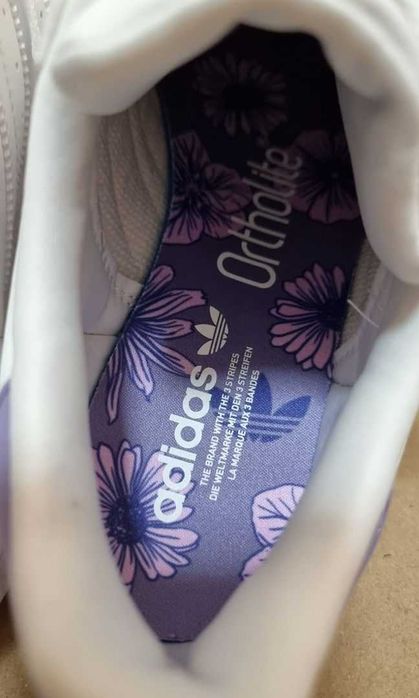 OrthoLite
adidas
THE BRAND WITH THE 3 STRIPES
DIE WELTMARKE MIT DEN 3 STREIFEN
LA MARQUE AUX 3 BANDES